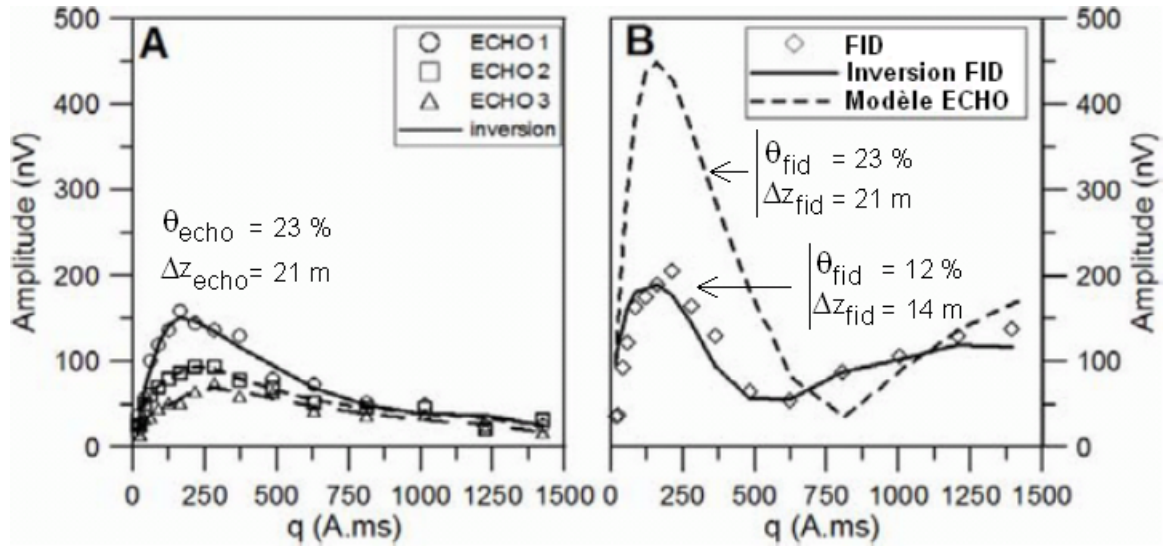 A
ECHO 1
ECHO 2
ECHO 3
inversion
θecho = 23 %
Δzecho= 21 m
500
400
300
200
100
0
Amplitude (nV)
0 250 500 750 1000 1250 1500
q (A.ms)
B
FID
Inversion FID
Modèle ECHO
θfid = 23 %
Δzfid = 21 m
θfid = 12 %
Δzfid = 14 m
500
400
300
200
100
0
Amplitude (nV)
0 250 500 750 1000 1250 1500
q (A.ms)